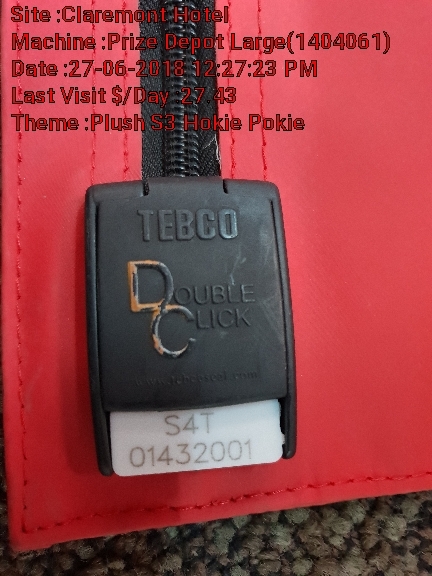 Site :Claremont Hotel
Machine :Prize Depot Large(1404061)
Date :27-06-2018 12:27:23 PM
Last Visit $/Day 27.43
Theme :Plush S3 Hokie Pokie
TEBCO
DOUBLE
CLICK
S4T
01432001